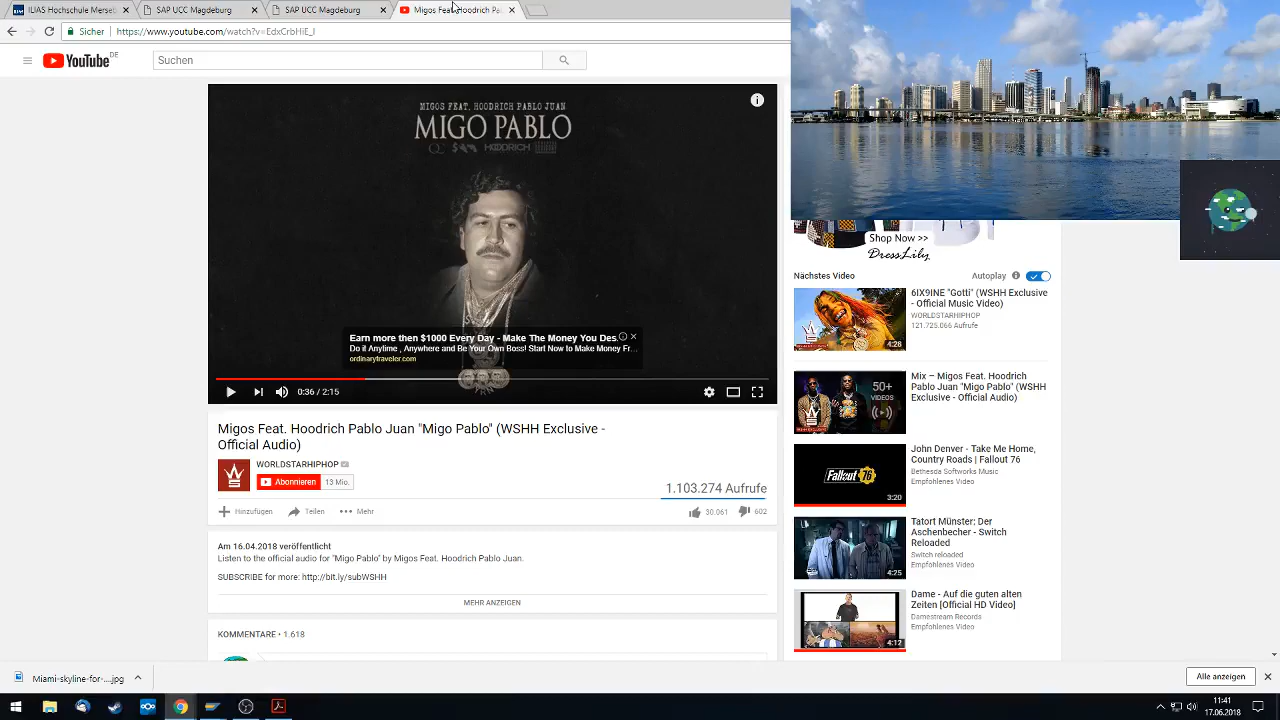 ILIAS Hochschule Merset
SAP UCC Magdeburg
SAP UCC Magdeburg
Migos Feat. Hoodrich Pa
Sicher
https://www.youtube.com/watch?v=EdxCrbHiE_I
YouTube DE
Suchen
MIGOS FEAT. HOODRICH PABLO JUAN
MIGO PABLO
HOODRICH
Earn more then $1000 Every Day - Make The Money You Des.
Do it Anytime , Anywhere and Be Your Own Boss! Start Now to Make Money Fr...
ordinarytraveler.com
0:36 / 2:15
Migos Feat. Hoodrich Pablo Juan "Migo Pablo" (WSHH Exclusive -
Official Audio)
WORLDSTARHIPHOP
Abonnieren 13 Mio.
1.103.274 Aufrufe
Hinzufügen
Teilen
Mehr
30.061
602
Am 16.04.2018 veröffentlicht
Listen to the official audio for "Migo Pablo" by Migos Feat. Hoodrich Pablo Juan.
SUBSCRIBE for more: http://bit.ly/subWSHH
MEHR ANZEIGEN
KOMMENTARE • 1.618
Shop Now >>
DressLily
Nächstes Video
Autoplay
6IX9INE "Gotti" (WSHH Exclusive
- Official Music Video)
WORLDSTARHIPHOP
121.725.066 Aufrufe
4:28
Mix – Migos Feat. Hoodrich
Pablo Juan "Migo Pablo" (WSHH
Exclusive - Official Audio)
50+
VIDEOS
John Denver - Take Me Home,
Country Roads | Fallout 76
Bethesda Softworks Music
Empfohlenes Video
Fallout 76
3:20
Tatort Münster: Der
Aschenbecher - Switch
Reloaded
Switch reloaded
Empfohlenes Video
4:25
Dame - Auf die guten alten
Zeiten [Official HD Video]
Damestream Records
Empfohlenes Video
4:12
Miami-skyline-for-....jpg
Alle anzeigen
11:41
17.06.2018